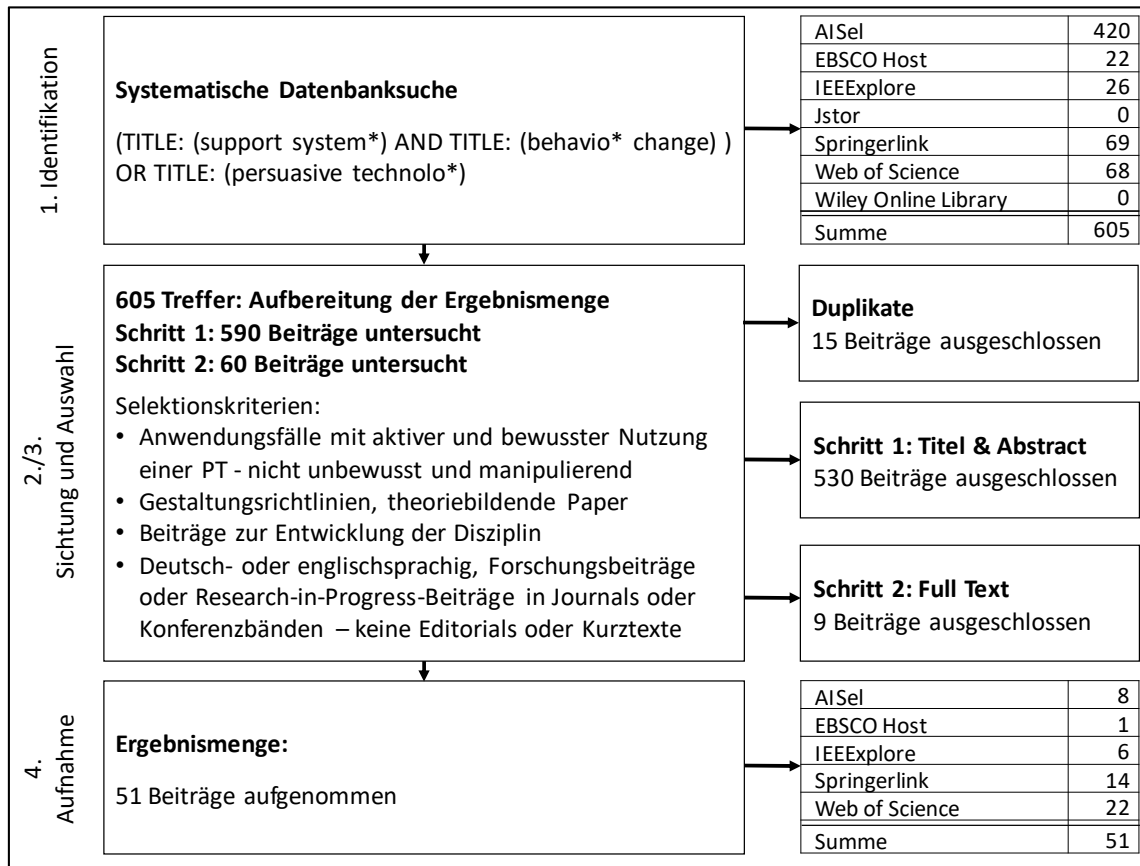 1. Identifikation
Systematische Datenbanksuche
(TITLE: (support system*) AND TITLE: (behavio* change) )
OR TITLE: (persuasive technolo*)
AISel 420
EBSCO Host 22
IEEExplore 26
Jstor 0
Springerlink 69
Web of Science 68
Wiley Online Library 0
Summe 605
2./3.
Sichtung und Auswahl
605 Treffer: Aufbereitung der Ergebnismenge
Schritt 1: 590 Beiträge untersucht
Schritt 2: 60 Beiträge untersucht
Selektionskriterien:
• Anwendungsfälle mit aktiver und bewusster Nutzung
einer PT - nicht unbewusst und manipulierend
• Gestaltungsrichtlinien, theoriebildende Paper
• Beiträge zur Entwicklung der Disziplin
• Deutsch- oder englischsprachig, Forschungsbeiträge
oder Research-in-Progress-Beiträge in Journals oder
Konferenzbänden – keine Editorials oder Kurztexte
Duplikate
15 Beiträge ausgeschlossen
Schritt 1: Titel & Abstract
530 Beiträge ausgeschlossen
Schritt 2: Full Text
9 Beiträge ausgeschlossen
4.
Aufnahme
Ergebnismenge:
51 Beiträge aufgenommen
AISel 8
EBSCO Host 1
IEEExplore 6
Springerlink 14
Web of Science 22
Summe 51